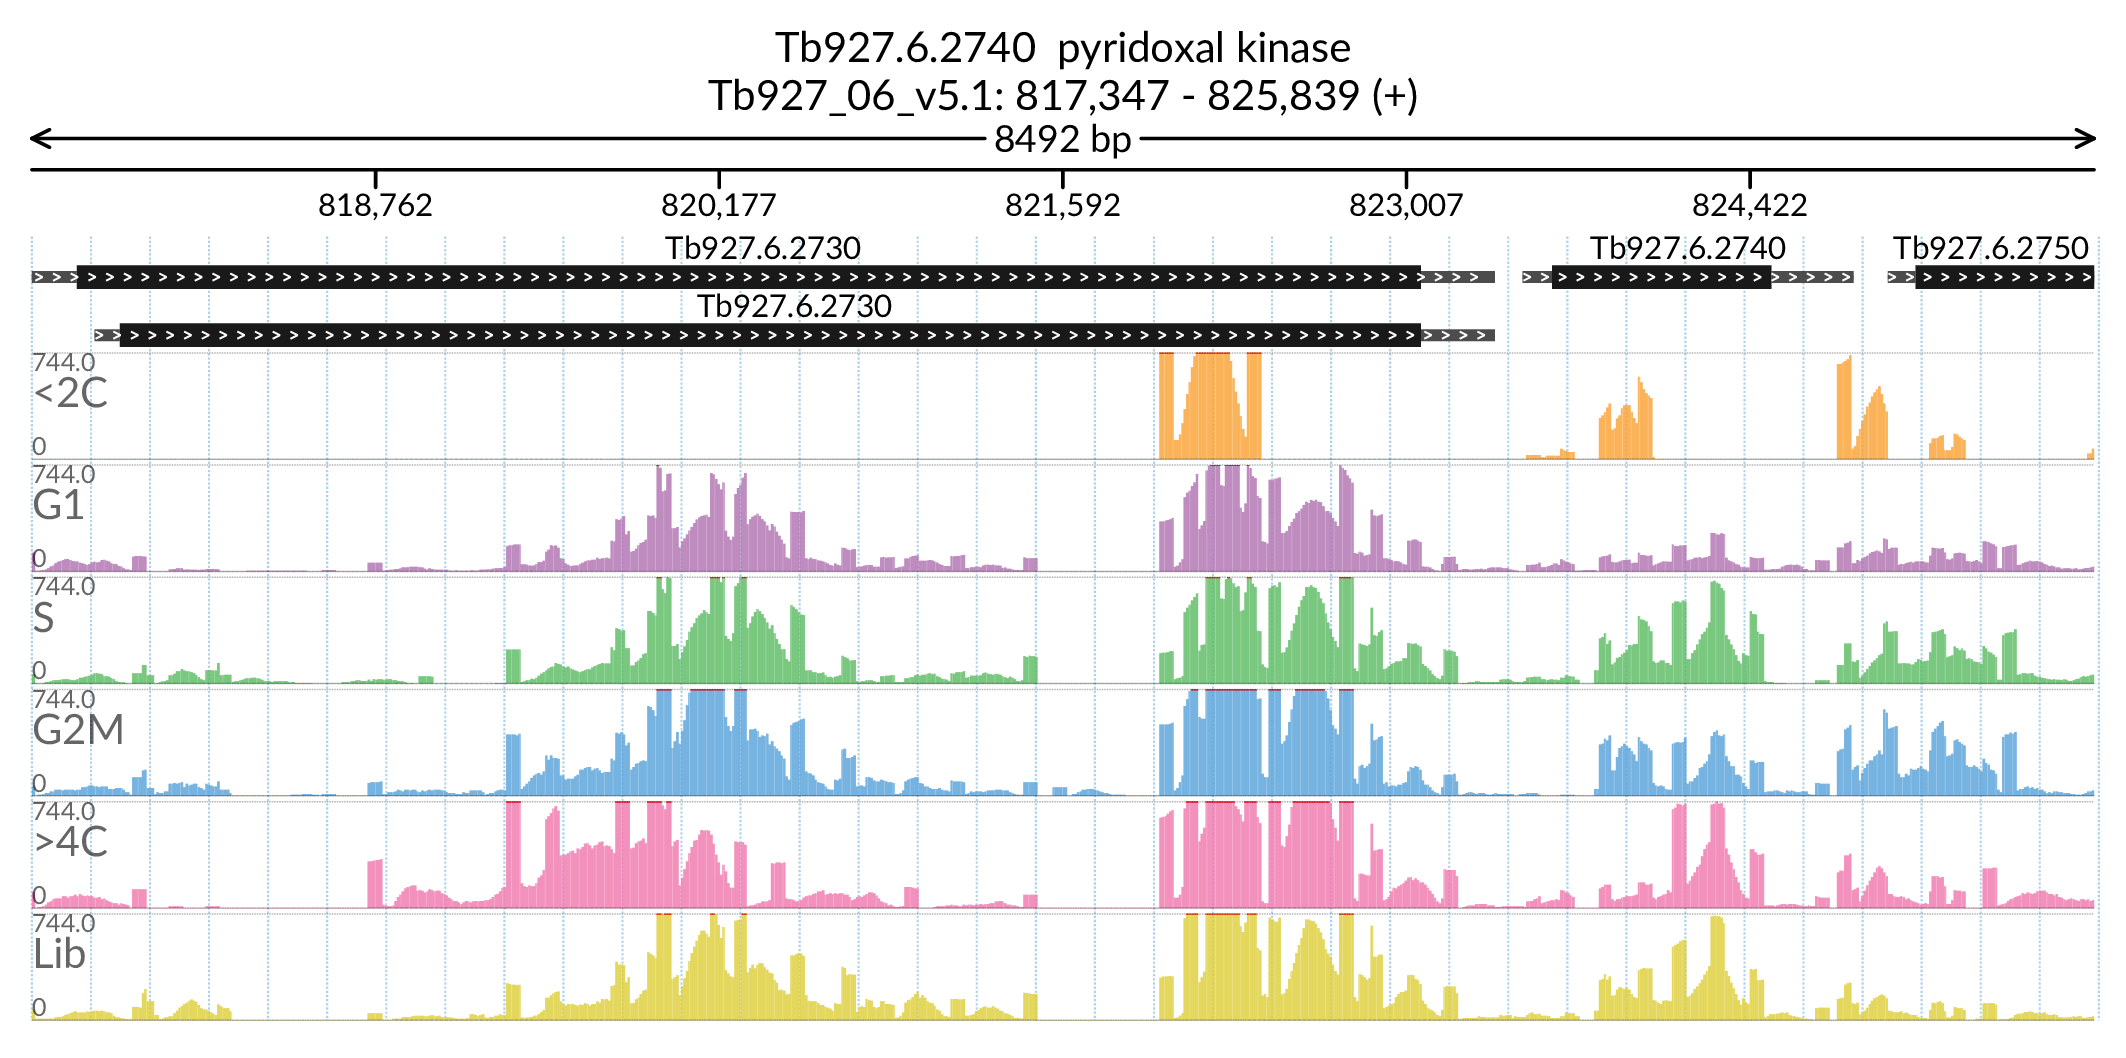 Tb927.6.2740  pyridoxal kinase
Tb927_06_v5.1: 817,347 - 825,839 (+)
8492 bp
818,762 820,177 821,592 823,007 824,422
Tb927.6.2730 Tb927.6.2740 Tb927.6.2750
Tb927.6.2730
744.0
<2C
0
744.0
G1
0
744.0
S
0
744.0
G2M
0
744.0
>4C
0
744.0
Lib
0